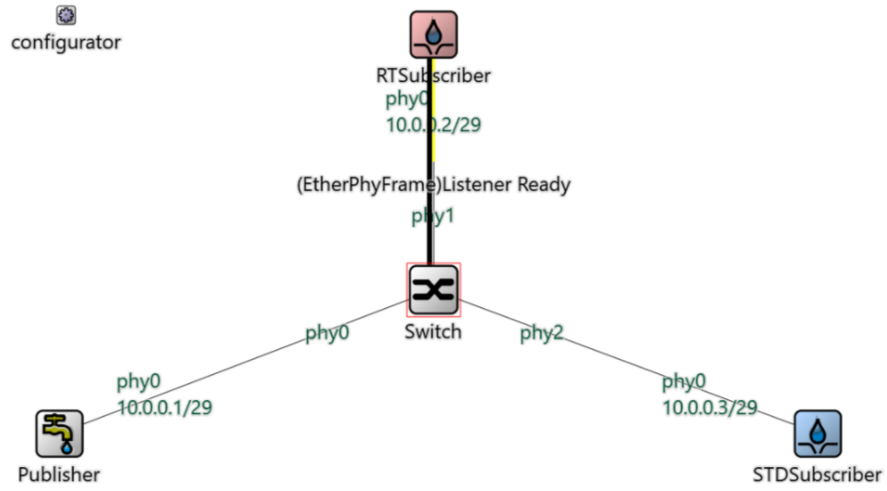 configurator
RTSubscriber
phy0
10.0.0.2/29
(EtherPhyFrame)Listener Ready
phy1
Switch
phy0
phy2
phy0
10.0.0.1/29
phy0
10.0.0.3/29
Publisher
STDSubscriber